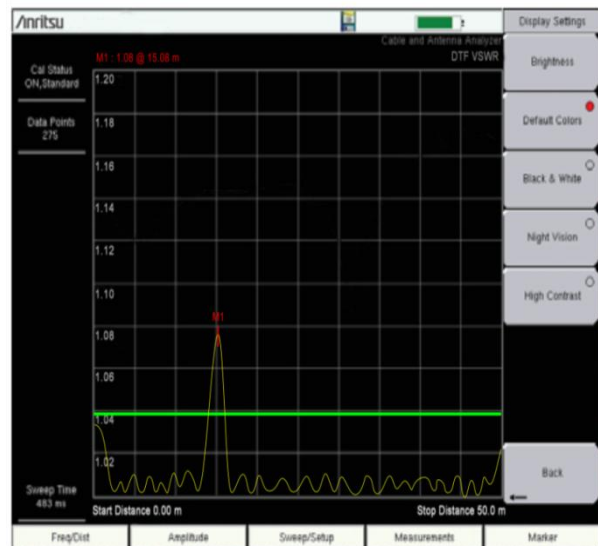 /Inritsu
Display Settings
Cable and Antenna Analyzer
M1 : 1.08 @ 15.08 m
DTF VSWR
Cal Status
ON,Standard
Data Points
275
Sweep Time
483 ms
1.20
1.18
1.16
1.14
1.12
1.10
1.08
1.06
1.04
1.02
M1
Start Distance 0.00 m
Stop Distance 50.0 m
Brightness
Default Colors
Black & White
Night Vision
High Contrast
Back
Freq/Dist
Amplitude
Sweep/Setup
Measurements
Marker